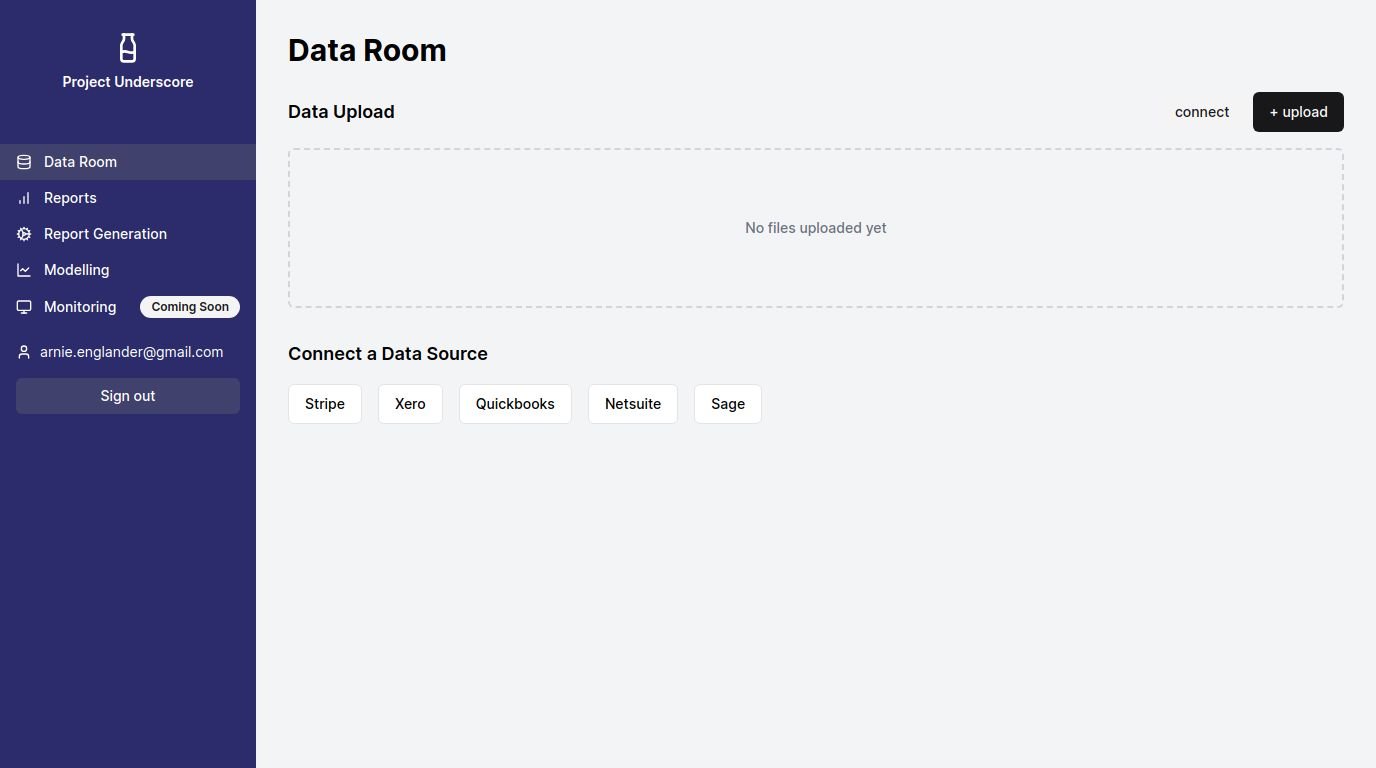 Project Underscore
Data Room
Reports
Report Generation
Modelling
Monitoring Coming Soon
arnie.englander@gmail.com
Sign out
Data Room
Data Upload connect + upload
No files uploaded yet
Connect a Data Source
Stripe Xero Quickbooks Netsuite Sage